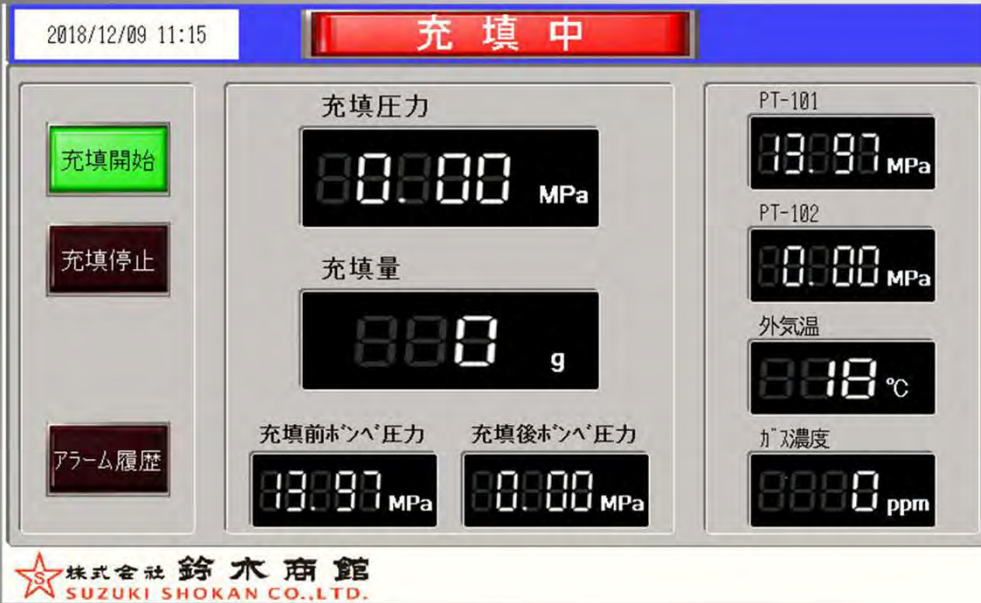 2018/12/09 11:15
充填中
充填開始
充填停止
アラーム履歴
充填圧力
0.00 MPa
充填量
0 g
充填前ボンベ圧力
13.97 MPa
充填後ボンベ圧力
0.00 MPa
PT-101
13.97 MPa
PT-102
0.00 MPa
外気温
18 ℃
ガス濃度
0 ppm
S
株式会社 鈴木商館
SUZUKI SHOKAN CO.,LTD.